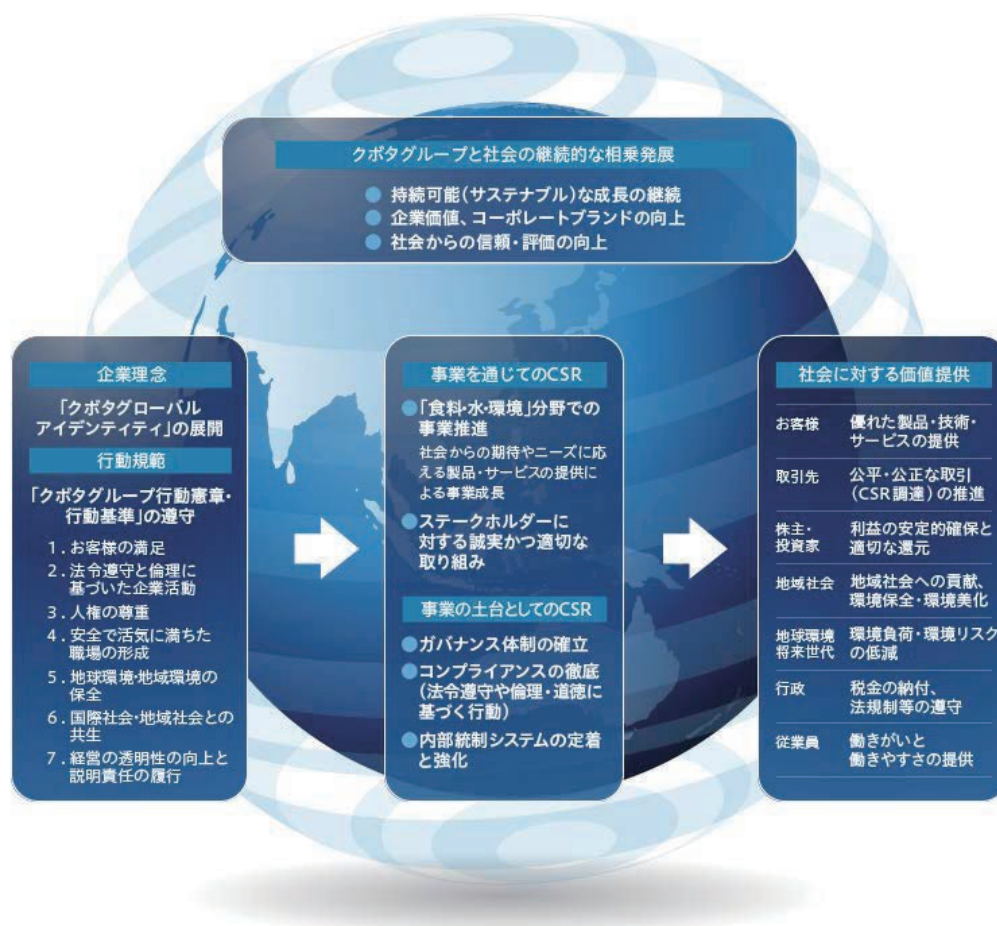 クボタグループと社会の継続的な相乗発展
● 持続可能(サステナブル)な成長の継続
● 企業価値、コーポレートブランドの向上
● 社会からの信頼・評価の向上
企業理念
「クボタグローバル
アイデンティティ」の展開
行動規範
「クボタグループ行動憲章・
行動基準」の遵守
1.お客様の満足
2.法令遵守と倫理に
基づいた企業活動
3.人権の尊重
4.安全で活気に満ちた
職場の形成
5.地球環境・地域環境の
保全
6.国際社会・地域社会との
共生
7.経営の透明性の向上と
説明責任の履行
事業を通じてのCSR
●「食料・水・環境」分野での
事業推進
社会からの期待やニーズに応
える製品・サービスの提供に
よる事業成長
●ステークホルダーに
対する誠実かつ適切な
取り組み
事業の土台としてのCSR
●ガバナンス体制の確立
●コンプライアンスの徹底
(法令遵守や倫理・道徳に
基づく行動)
●内部統制システムの定着
と強化
社会に対する価値提供
お客様 優れた製品・技術・
サービスの提供
取引先 公平・公正な取引
(CSR調達)の推進
株主・ 利益の安定的確保と
投資家 適切な還元
地域社会 地域社会への貢献、
環境保全・環境美化
地球環境 環境負荷・環境リスク
将来世代 の低減
行政 税金の納付、
法規制等の遵守
従業員 働きがいと
働きやすさの提供